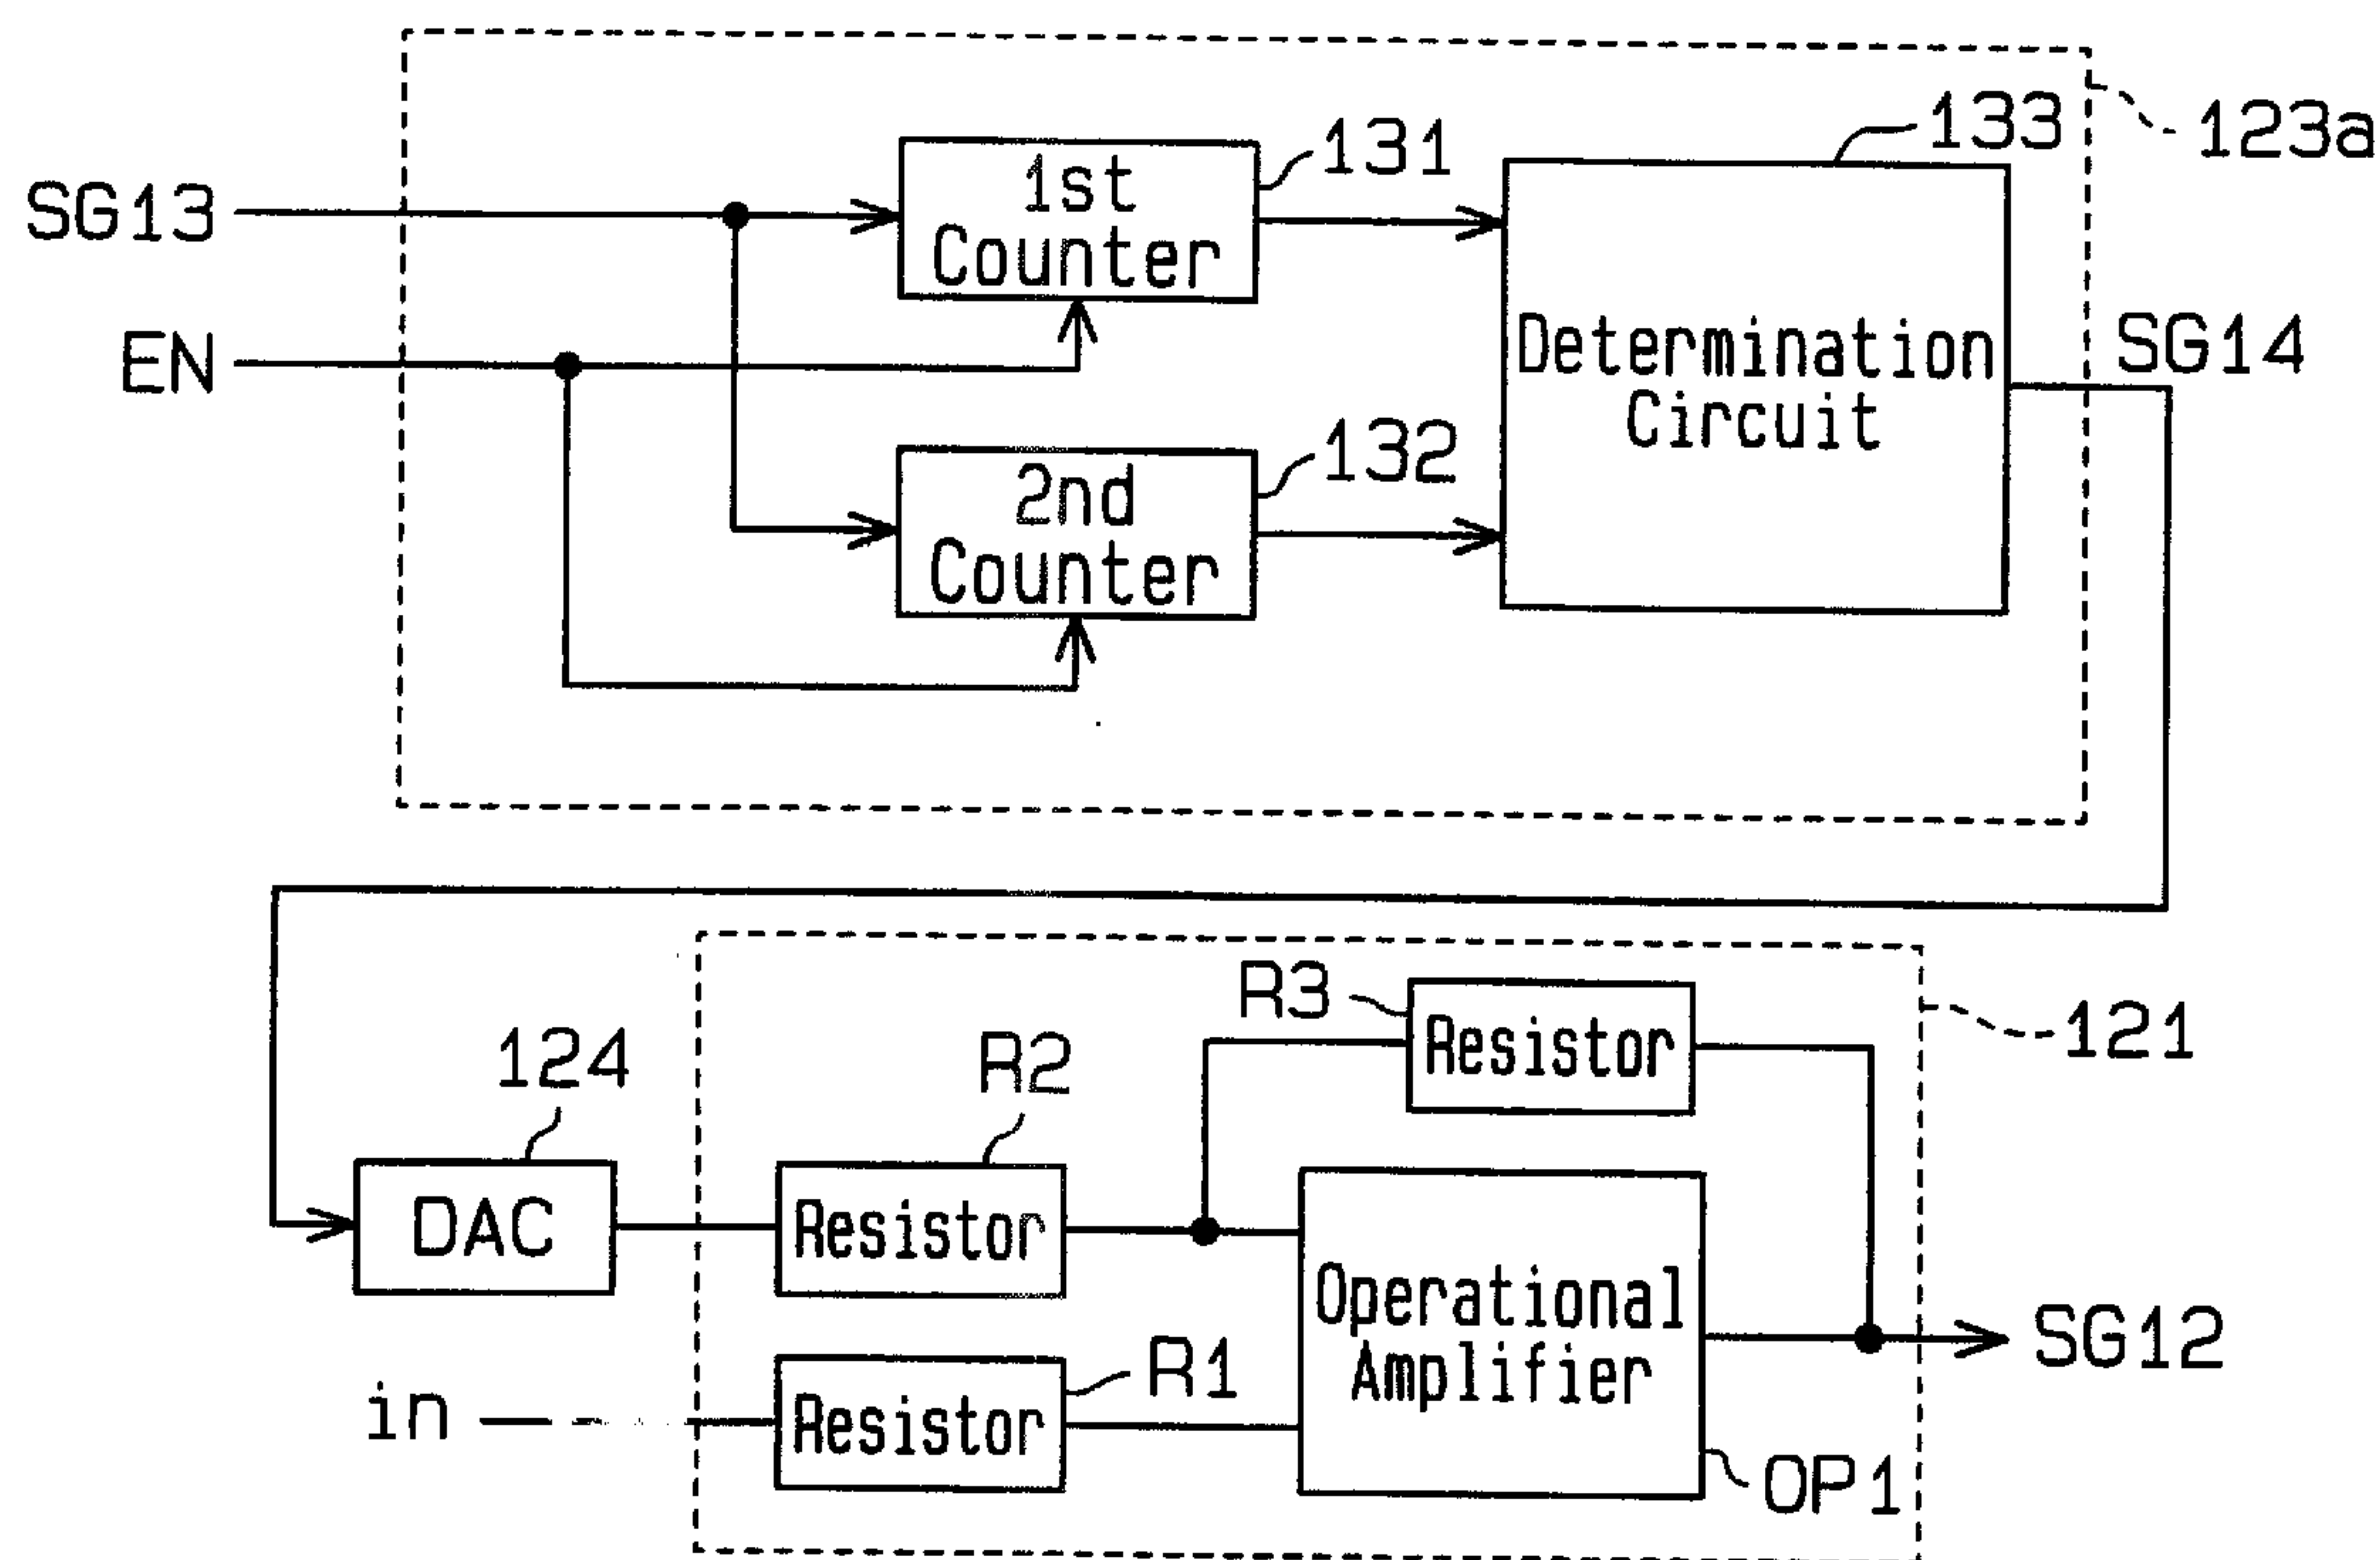 133
123a
131
SG13
1st
Counter
EN
SG14
Determination
Circuit
132
2nd
Counter
R3
Resistor
121
124
R2
DAC
Resistor
Operational
Amplifier
SG12
R1
in
Resistor
OP1